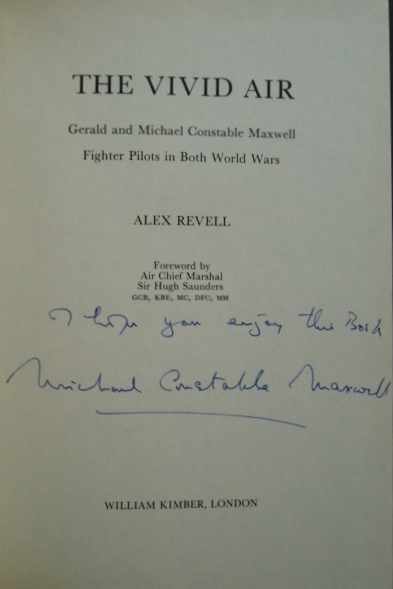 THE VIVID AIR
Gerald and Michael Constable Maxwell
Fighter Pilots in Both World Wars
ALEX REVELL
Foreword by
Air Chief Marshal
Sir Hugh Saunders
GCB, KBE, MC, DFC, MM
I hope you enjoy this Book
Michael Constable Maxwell
WILLIAM KIMBER, LONDON